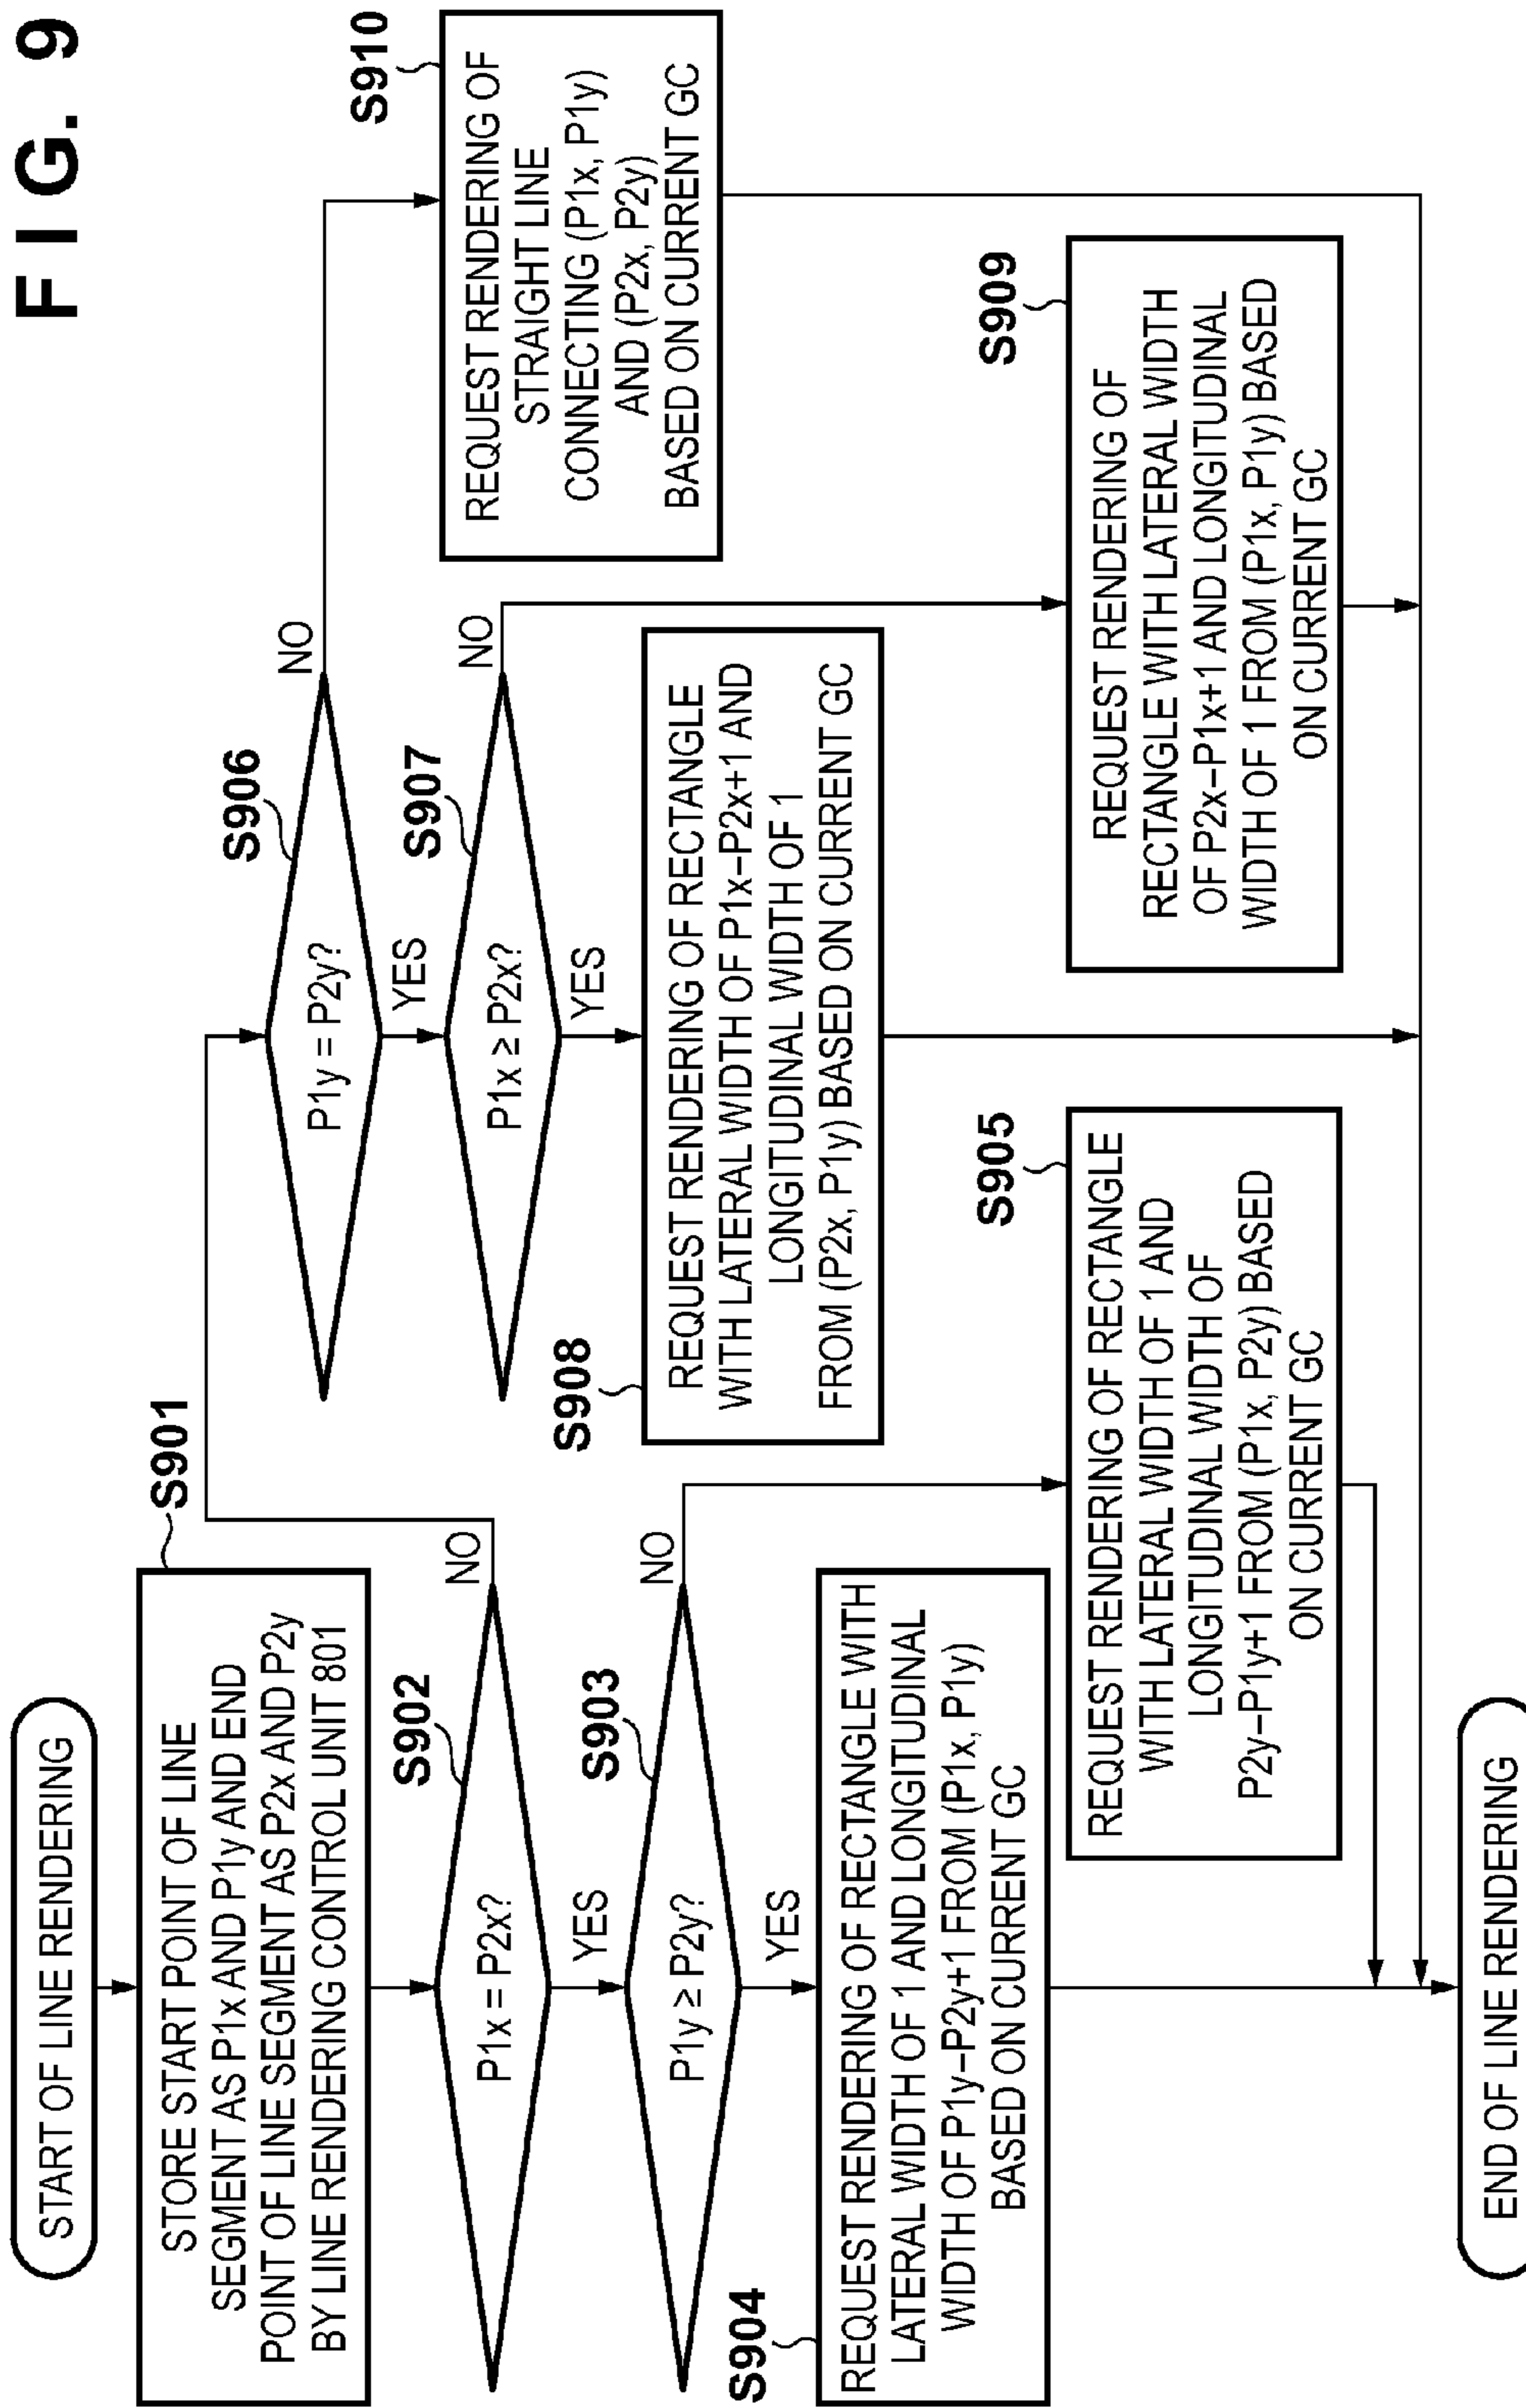 FIG. 9
START OF LINE RENDERING
S901
STORE START POINT OF LINE
SEGMENT AS P1x AND P1y AND END
POINT OF LINE SEGMENT AS P2x AND P2y
BY LINE RENDERING CONTROL UNIT 801
S902
P1x = P2x?
NO
YES
S903
P1y ≥ P2y?
NO
YES
S904
REQUEST RENDERING OF RECTANGLE WITH
LATERAL WIDTH OF 1 AND LONGITUDINAL
WIDTH OF P1y–P2y+1 FROM (P1x, P1y)
BASED ON CURRENT GC
S905
REQUEST RENDERING OF RECTANGLE
WITH LATERAL WIDTH OF 1 AND
LONGITUDINAL WIDTH OF
P2y–P1y+1 FROM (P1x, P2y) BASED
ON CURRENT GC
S906
P1y = P2y?
NO
YES
S907
P1x ≥ P2x?
NO
YES
S908
REQUEST RENDERING OF RECTANGLE
WITH LATERAL WIDTH OF P1x–P2x+1 AND
LONGITUDINAL WIDTH OF 1
FROM (P2x, P1y) BASED ON CURRENT GC
S909
REQUEST RENDERING OF
RECTANGLE WITH LATERAL WIDTH
OF P2x–P1x+1 AND LONGITUDINAL
WIDTH OF 1 FROM (P1x, P1y) BASED
ON CURRENT GC
S910
REQUEST RENDERING OF
STRAIGHT LINE
CONNECTING (P1x, P1y)
AND (P2x, P2y)
BASED ON CURRENT GC
END OF LINE RENDERING